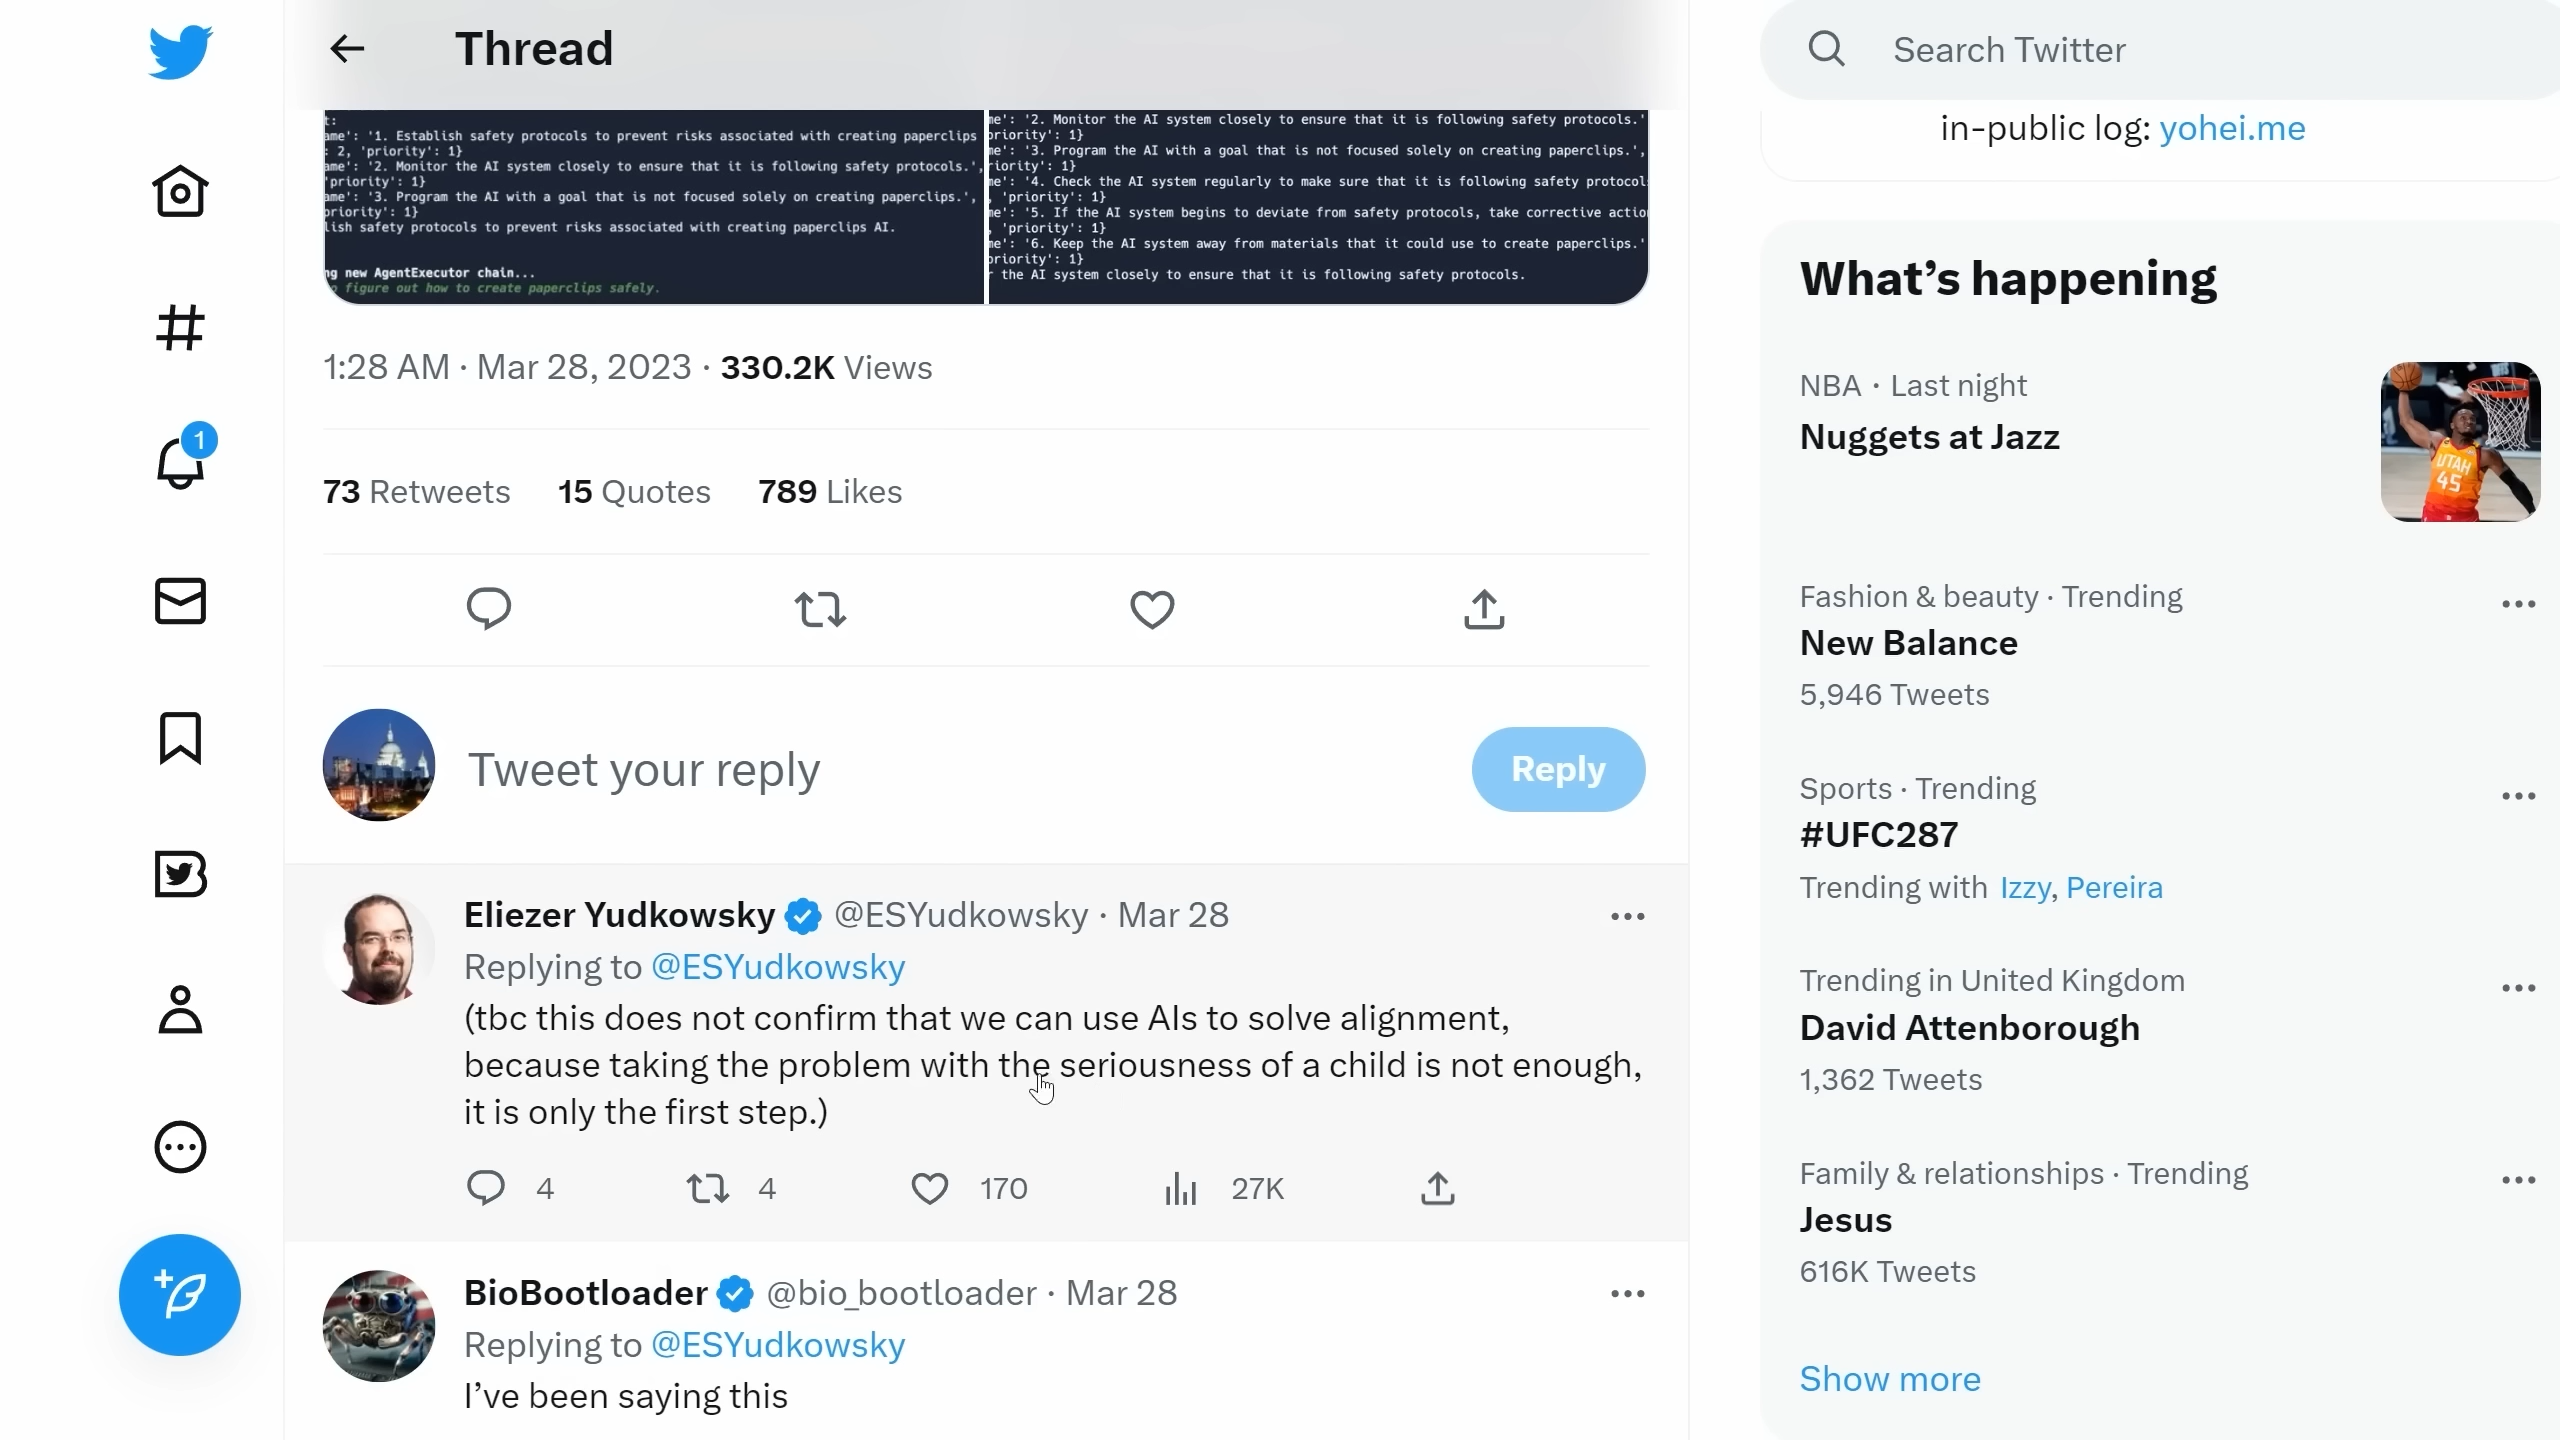 Thread
t:
ame': '1. Establish safety protocols to prevent risks associated with creating paperclips
: 2, 'priority': 1}
ame': '2. Monitor the AI system closely to ensure that it is following safety protocols.',
'priority': 1}
ame': '3. Program the AI with a goal that is not focused solely on creating paperclips.',
priority': 1}
lish safety protocols to prevent risks associated with creating paperclips AI.
ng new AgentExecutor chain...
o figure out how to create paperclips safely.
me': '2. Monitor the AI system closely to ensure that it is following safety protocols.'
priority': 1}
me': '3. Program the AI with a goal that is not focused solely on creating paperclips.',
riority': 1}
me': '4. Check the AI system regularly to make sure that it is following safety protocol
, 'priority': 1}
me': '5. If the AI system begins to deviate from safety protocols, take corrective actio
, 'priority': 1}
me': '6. Keep the AI system away from materials that it could use to create paperclips.'
priority': 1}
r the AI system closely to ensure that it is following safety protocols.
1:28 AM · Mar 28, 2023 · 330.2K Views
73 Retweets 15 Quotes 789 Likes
Tweet your reply
Reply
Eliezer Yudkowsky @ESYudkowsky · Mar 28
Replying to @ESYudkowsky
(tbc this does not confirm that we can use AIs to solve alignment,
because taking the problem with the seriousness of a child is not enough,
it is only the first step.)
4 4 170 27K
BioBootloader @bio_bootloader · Mar 28
Replying to @ESYudkowsky
I’ve been saying this
1
Search Twitter
in-public log: yohei.me
What’s happening
NBA · Last night
Nuggets at Jazz
UTAH
45
Fashion & beauty · Trending
New Balance
5,946 Tweets
Sports · Trending
#UFC287
Trending with Izzy, Pereira
Trending in United Kingdom
David Attenborough
1,362 Tweets
Family & relationships · Trending
Jesus
616K Tweets
Show more